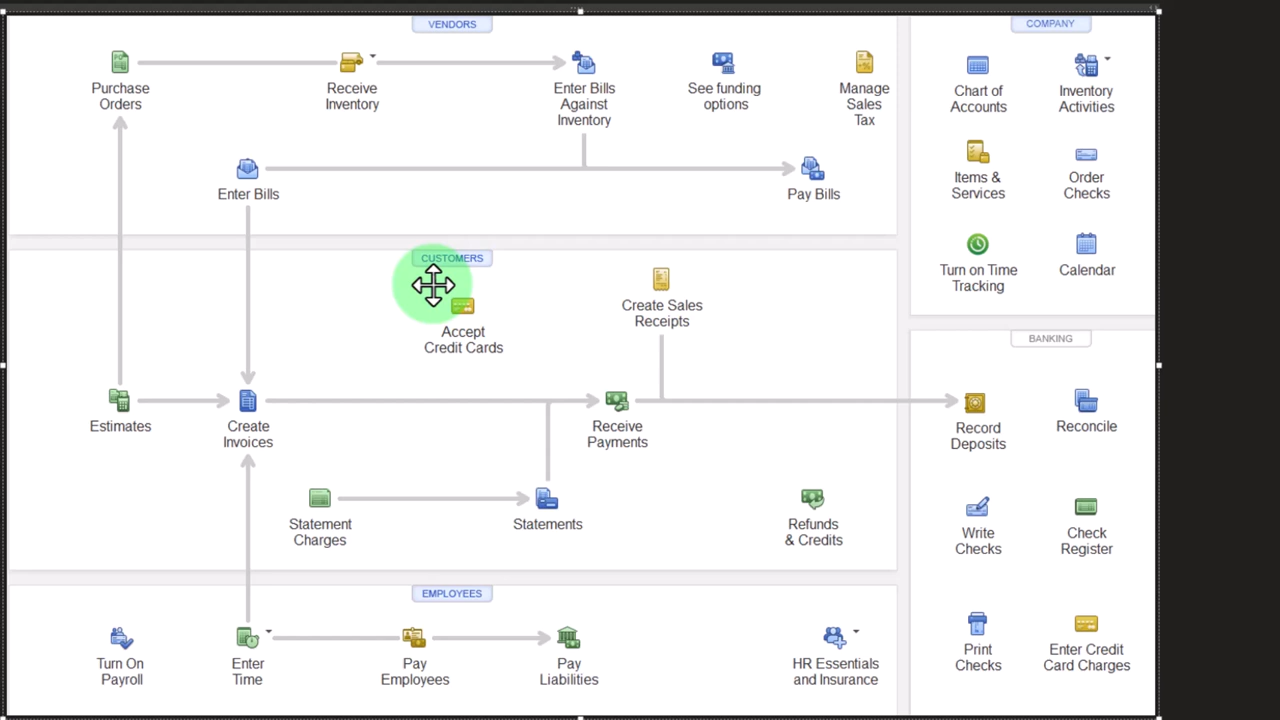 VENDORS
Purchase
Orders
Receive
Inventory
Enter Bills
Against
Inventory
See funding
options
Manage
Sales
Tax
Enter Bills
Pay Bills
CUSTOMERS
Accept
Credit Cards
Create Sales
Receipts
Estimates
Create
Invoices
Receive
Payments
Statement
Charges
Statements
Refunds
& Credits
EMPLOYEES
Turn On
Payroll
Enter
Time
Pay
Employees
Pay
Liabilities
HR Essentials
and Insurance
COMPANY
Chart of
Accounts
Inventory
Activities
Items &
Services
Order
Checks
Turn on Time
Tracking
Calendar
BANKING
Record
Deposits
Reconcile
Write
Checks
Check
Register
Print
Checks
Enter Credit
Card Charges